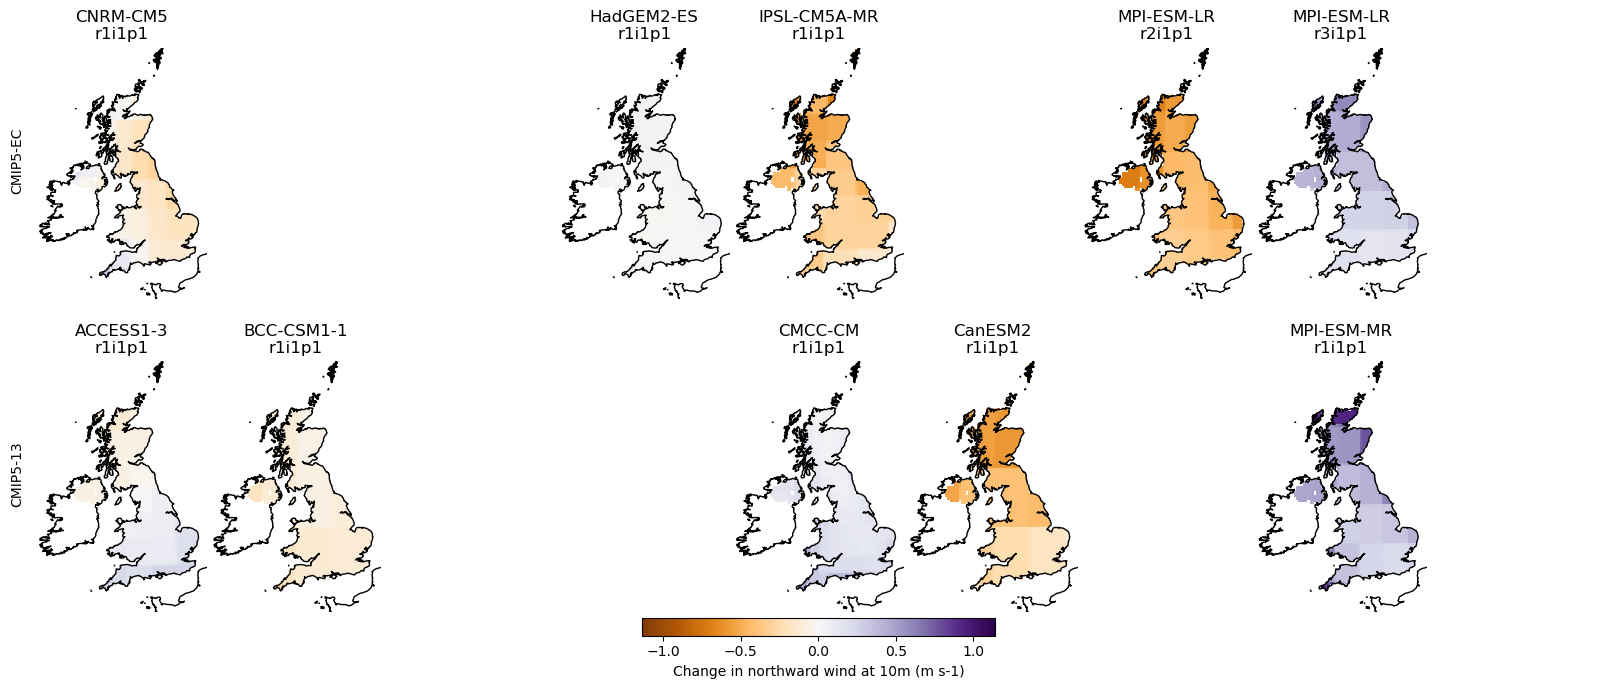 CNRM-CM5
r1i1p1
HadGEM2-ES
r1i1p1
IPSL-CM5A-MR
r1i1p1
MPI-ESM-LR
r2i1p1
MPI-ESM-LR
r3i1p1
CMIP5-EC
ACCESS1-3
r1i1p1
BCC-CSM1-1
r1i1p1
CMCC-CM
r1i1p1
CanESM2
r1i1p1
MPI-ESM-MR
r1i1p1
CMIP5-13
−1.0 −0.5 0.0 0.5 1.0
Change in northward wind at 10m (m s-1)